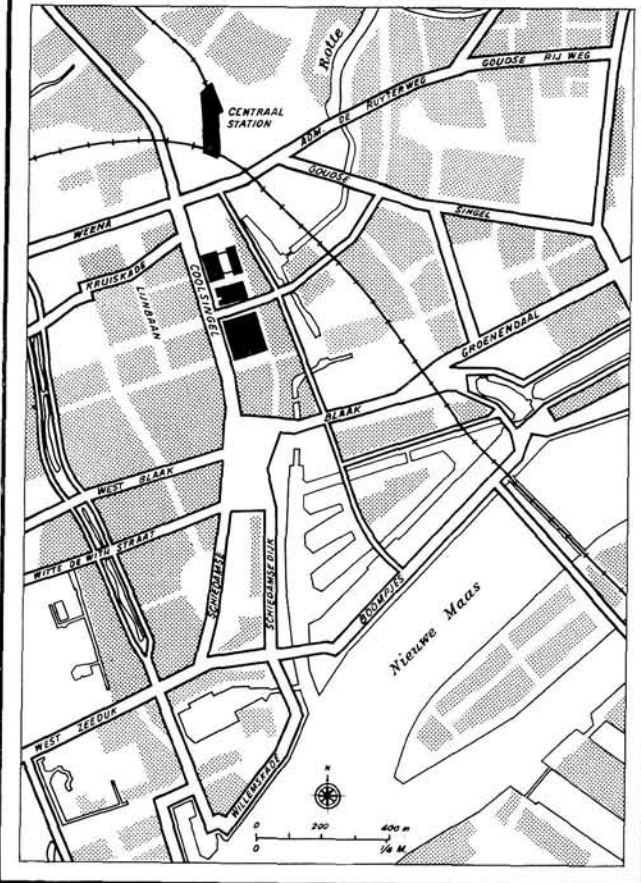 Rotte
GOUDSE RIJ WEG
CENTRAAL
STATION
ADM. DE RUYTERWEG
GOUDSE
SINGEL
WEENA
KRUISKADE
COOLSINGEL
LIJNBAAN
GROENENDAAL
BLAAK
WEST BLAAK
WITTE DE WITH STRAAT
SCHIEDAMSE
SCHIEDAMSEDIJK
BOOMPJES
Nieuwe Maas
WEST ZEEDIJK
WILLEMSKADE
N
0 200 400 m
0 1/4 M.